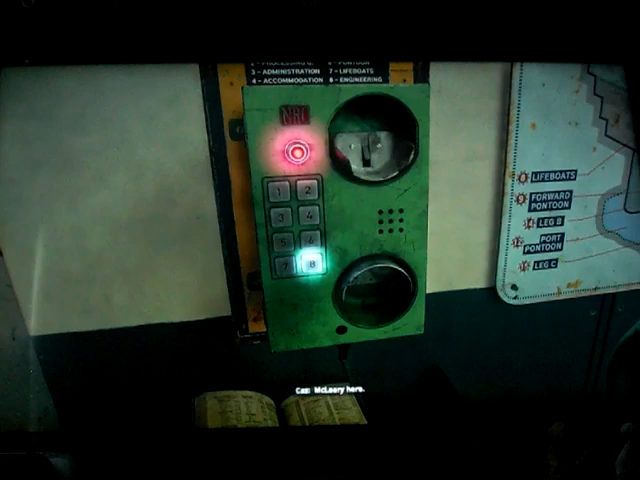 3 - ADMINISTRATION 7 - LIFEBOATS
4 - ACCOMMODATION 8 - ENGINEERING
NRC
1 2
3 4
5 6
7 8
LIFEBOATS
FORWARD
PONTOON
LEG B
PORT
PONTOON
LEG C
Caz: McLeary here.